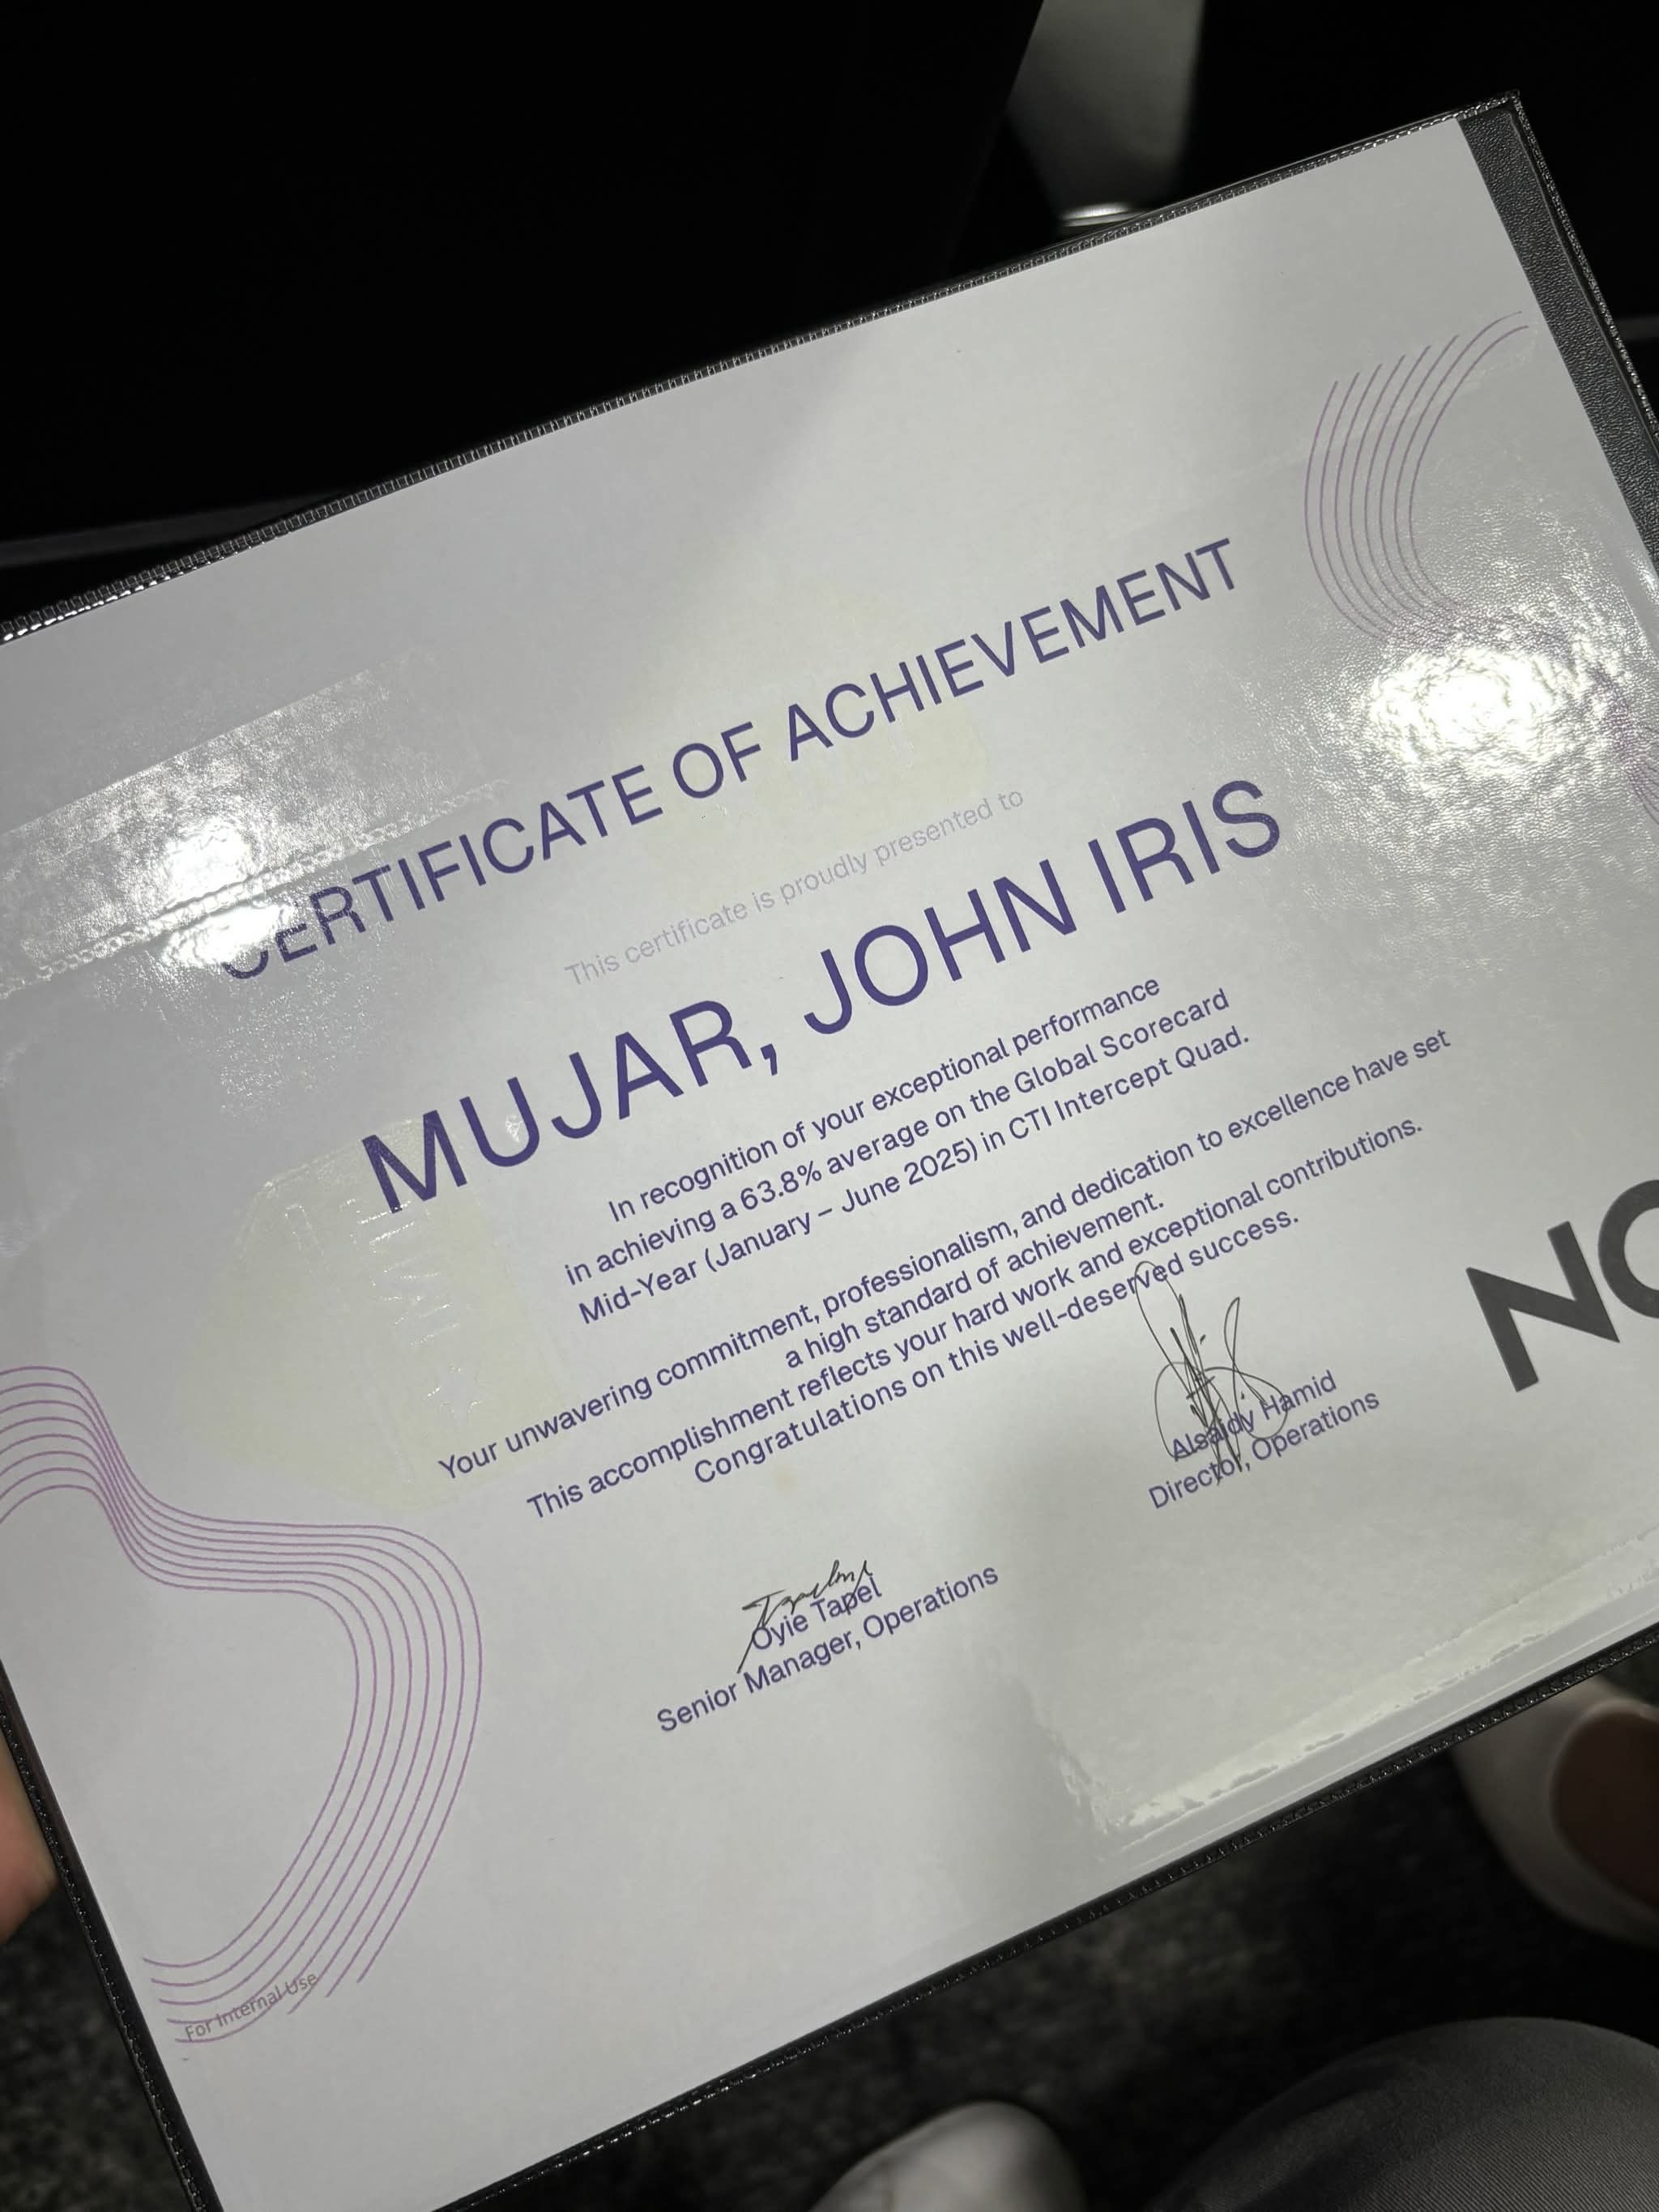 CERTIFICATE OF ACHIEVEMENT
This certificate is proudly presented to
MUJAR, JOHN IRIS
In recognition of your exceptional performance
in achieving a 63.8% average on the Global Scorecard
Mid-Year (January – June 2025) in CTI Intercept Quad.
Your unwavering commitment, professionalism, and dedication to excellence have set
a high standard of achievement.
This accomplishment reflects your hard work and exceptional contributions.
Congratulations on this well-deserved success.
Oyie Tapel
Senior Manager, Operations
Alsaidy Hamid
Director, Operations
For Internal Use